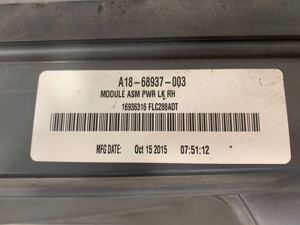 A18-68937-003
MODULE ASM PWR LK RH
16936316 FLC288ADT
MFG DATE: Oct 15 2015 07:51:12